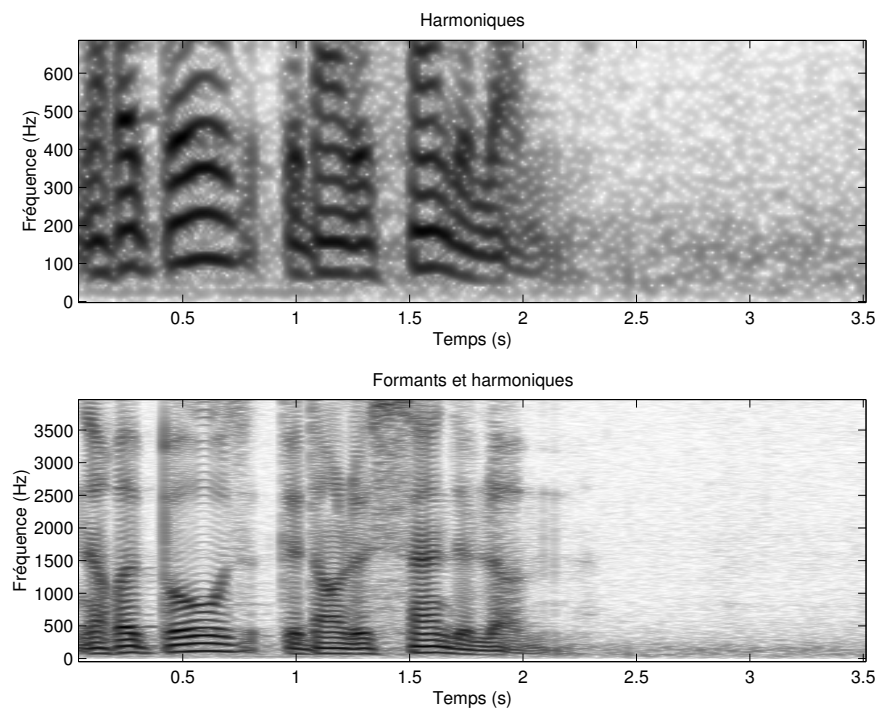 Harmoniques
600
500
400
300
200
100
0
Fréquence (Hz)
0.5 1 1.5 2 2.5 3 3.5
Temps (s)
Formants et harmoniques
3500
3000
2500
2000
1500
1000
500
0
Fréquence (Hz)
0.5 1 1.5 2 2.5 3 3.5
Temps (s)